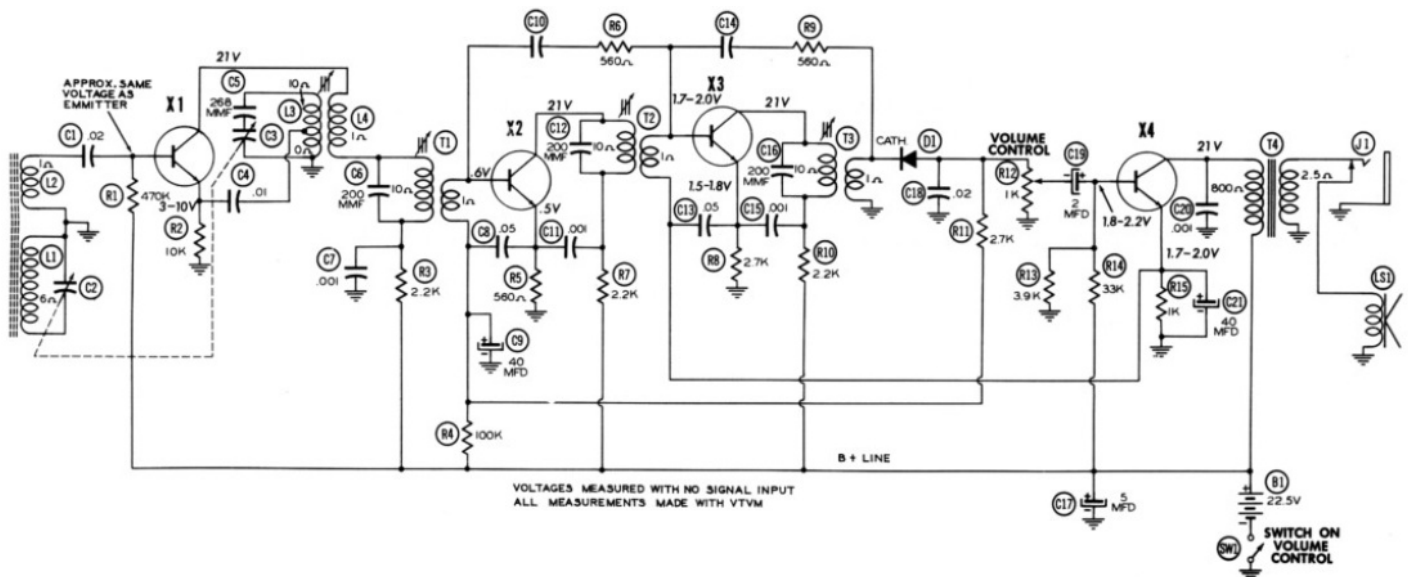 C10
R6
560Ω
C14
R9
560Ω
21V
APPROX. SAME
VOLTAGE AS
EMMITTER
X1
C5
268
MMF
10Ω
L3
C3
L4
1Ω
C1
.02
1Ω
L2
R1
470K
3-10V
C4
.01
.0Ω
R2
10K
L1
6Ω
C2
T1
C6
200
MMF
10Ω
C7
.001
R3
2.2K
1Ω
X2
.6V
.5V
21V
C12
200
MMF
10Ω
T2
1Ω
C8
.05
C11
.001
R5
560Ω
R7
2.2K
C9
+
-
40
MFD
R4
100K
X3
1.7-2.0V
21V
C16
200
MMF
10Ω
T3
1Ω
1.5-1.8V
C13
.05
C15
.001
R8
2.7K
R10
2.2K
CATH.
D1
C18
.02
VOLUME
CONTROL
R12
1K
R11
2.7K
C19
+
-
2
MFD
X4
1.8-2.2V
21V
C20
.001
800Ω
T4
2.5Ω
J1
LS1
1.7-2.0V
R13
3.9K
R14
33K
R15
1K
+
-
C21
40
MFD
B + LINE
VOLTAGES MEASURED WITH NO SIGNAL INPUT
ALL MEASUREMENTS MADE WITH VTVM
C17
+
-
5
MFD
+
-
B1
22.5V
SW1
SWITCH ON
VOLUME
CONTROL